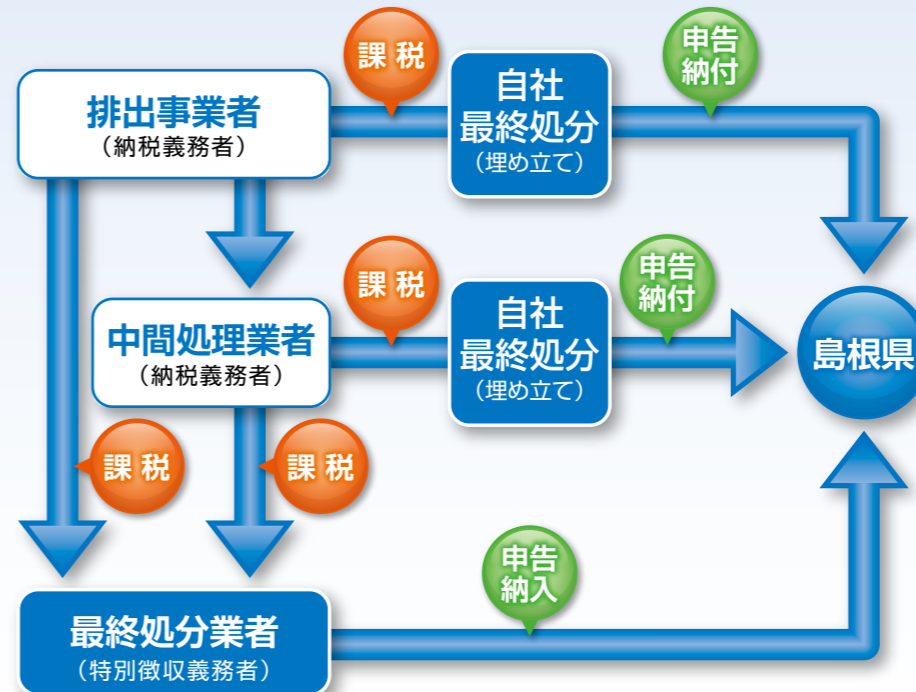 課税
申告
納付
排出事業者
（納税義務者）
自社
最終処分
（埋め立て）
課税
申告
納付
中間処理業者
（納税義務者）
自社
最終処分
（埋め立て）
島根県
課税
課税
申告
納入
最終処分業者
（特別徴収義務者）